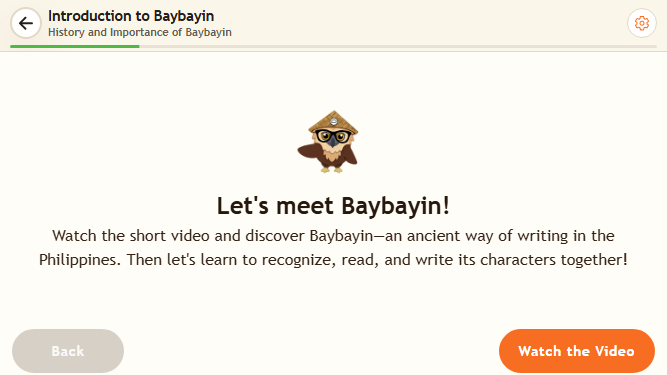 Introduction to Baybayin
History and Importance of Baybayin
Let's meet Baybayin!
Watch the short video and discover Baybayin—an ancient way of writing in the
Philippines. Then let's learn to recognize, read, and write its characters together!
Back
Watch the Video